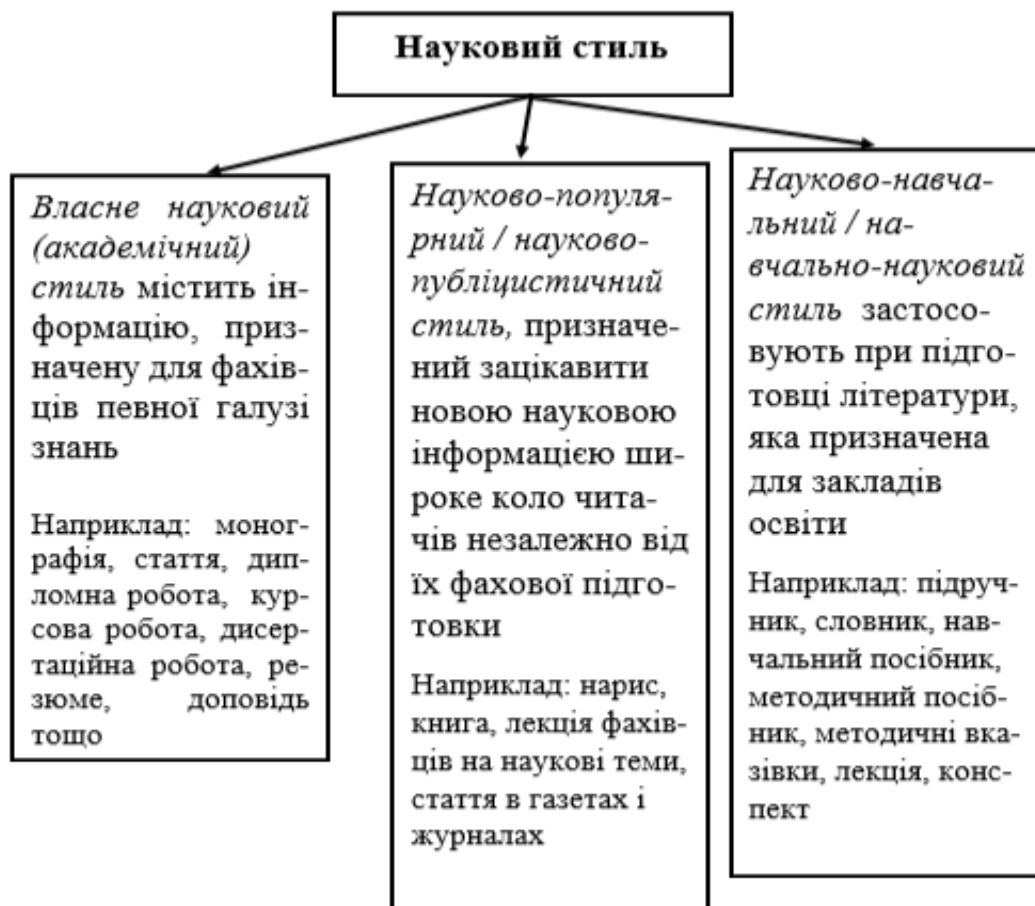 Науковий стиль
Власне науковий
(академічний)
стиль містить ін-
формацію, приз-
начену для фахів-
ців певної галузі
знань
Наприклад: моног-
рафія, стаття, дип-
ломна робота, кур-
сова робота, дисер-
таційна робота, ре-
зюме, доповідь
тощо
Науково-популя-
рний / науково-
публіцистичний
стиль, призначе-
ний зацікавити
новою науковою
інформацією ши-
роке коло чита-
чів незалежно від
їх фахової підго-
товки
Наприклад: нарис,
книга, лекція фахів-
ців на наукові теми,
стаття в газетах і
журналах
Науково-навча-
льний / на-
вчально-науковий
стиль застосо-
вують при підго-
товці літератури,
яка призначена
для закладів
освіти
Наприклад: підруч-
ник, словник, нав-
чальний посібник,
методичний посіб-
ник, методичні вка-
зівки, лекція, конс-
пект